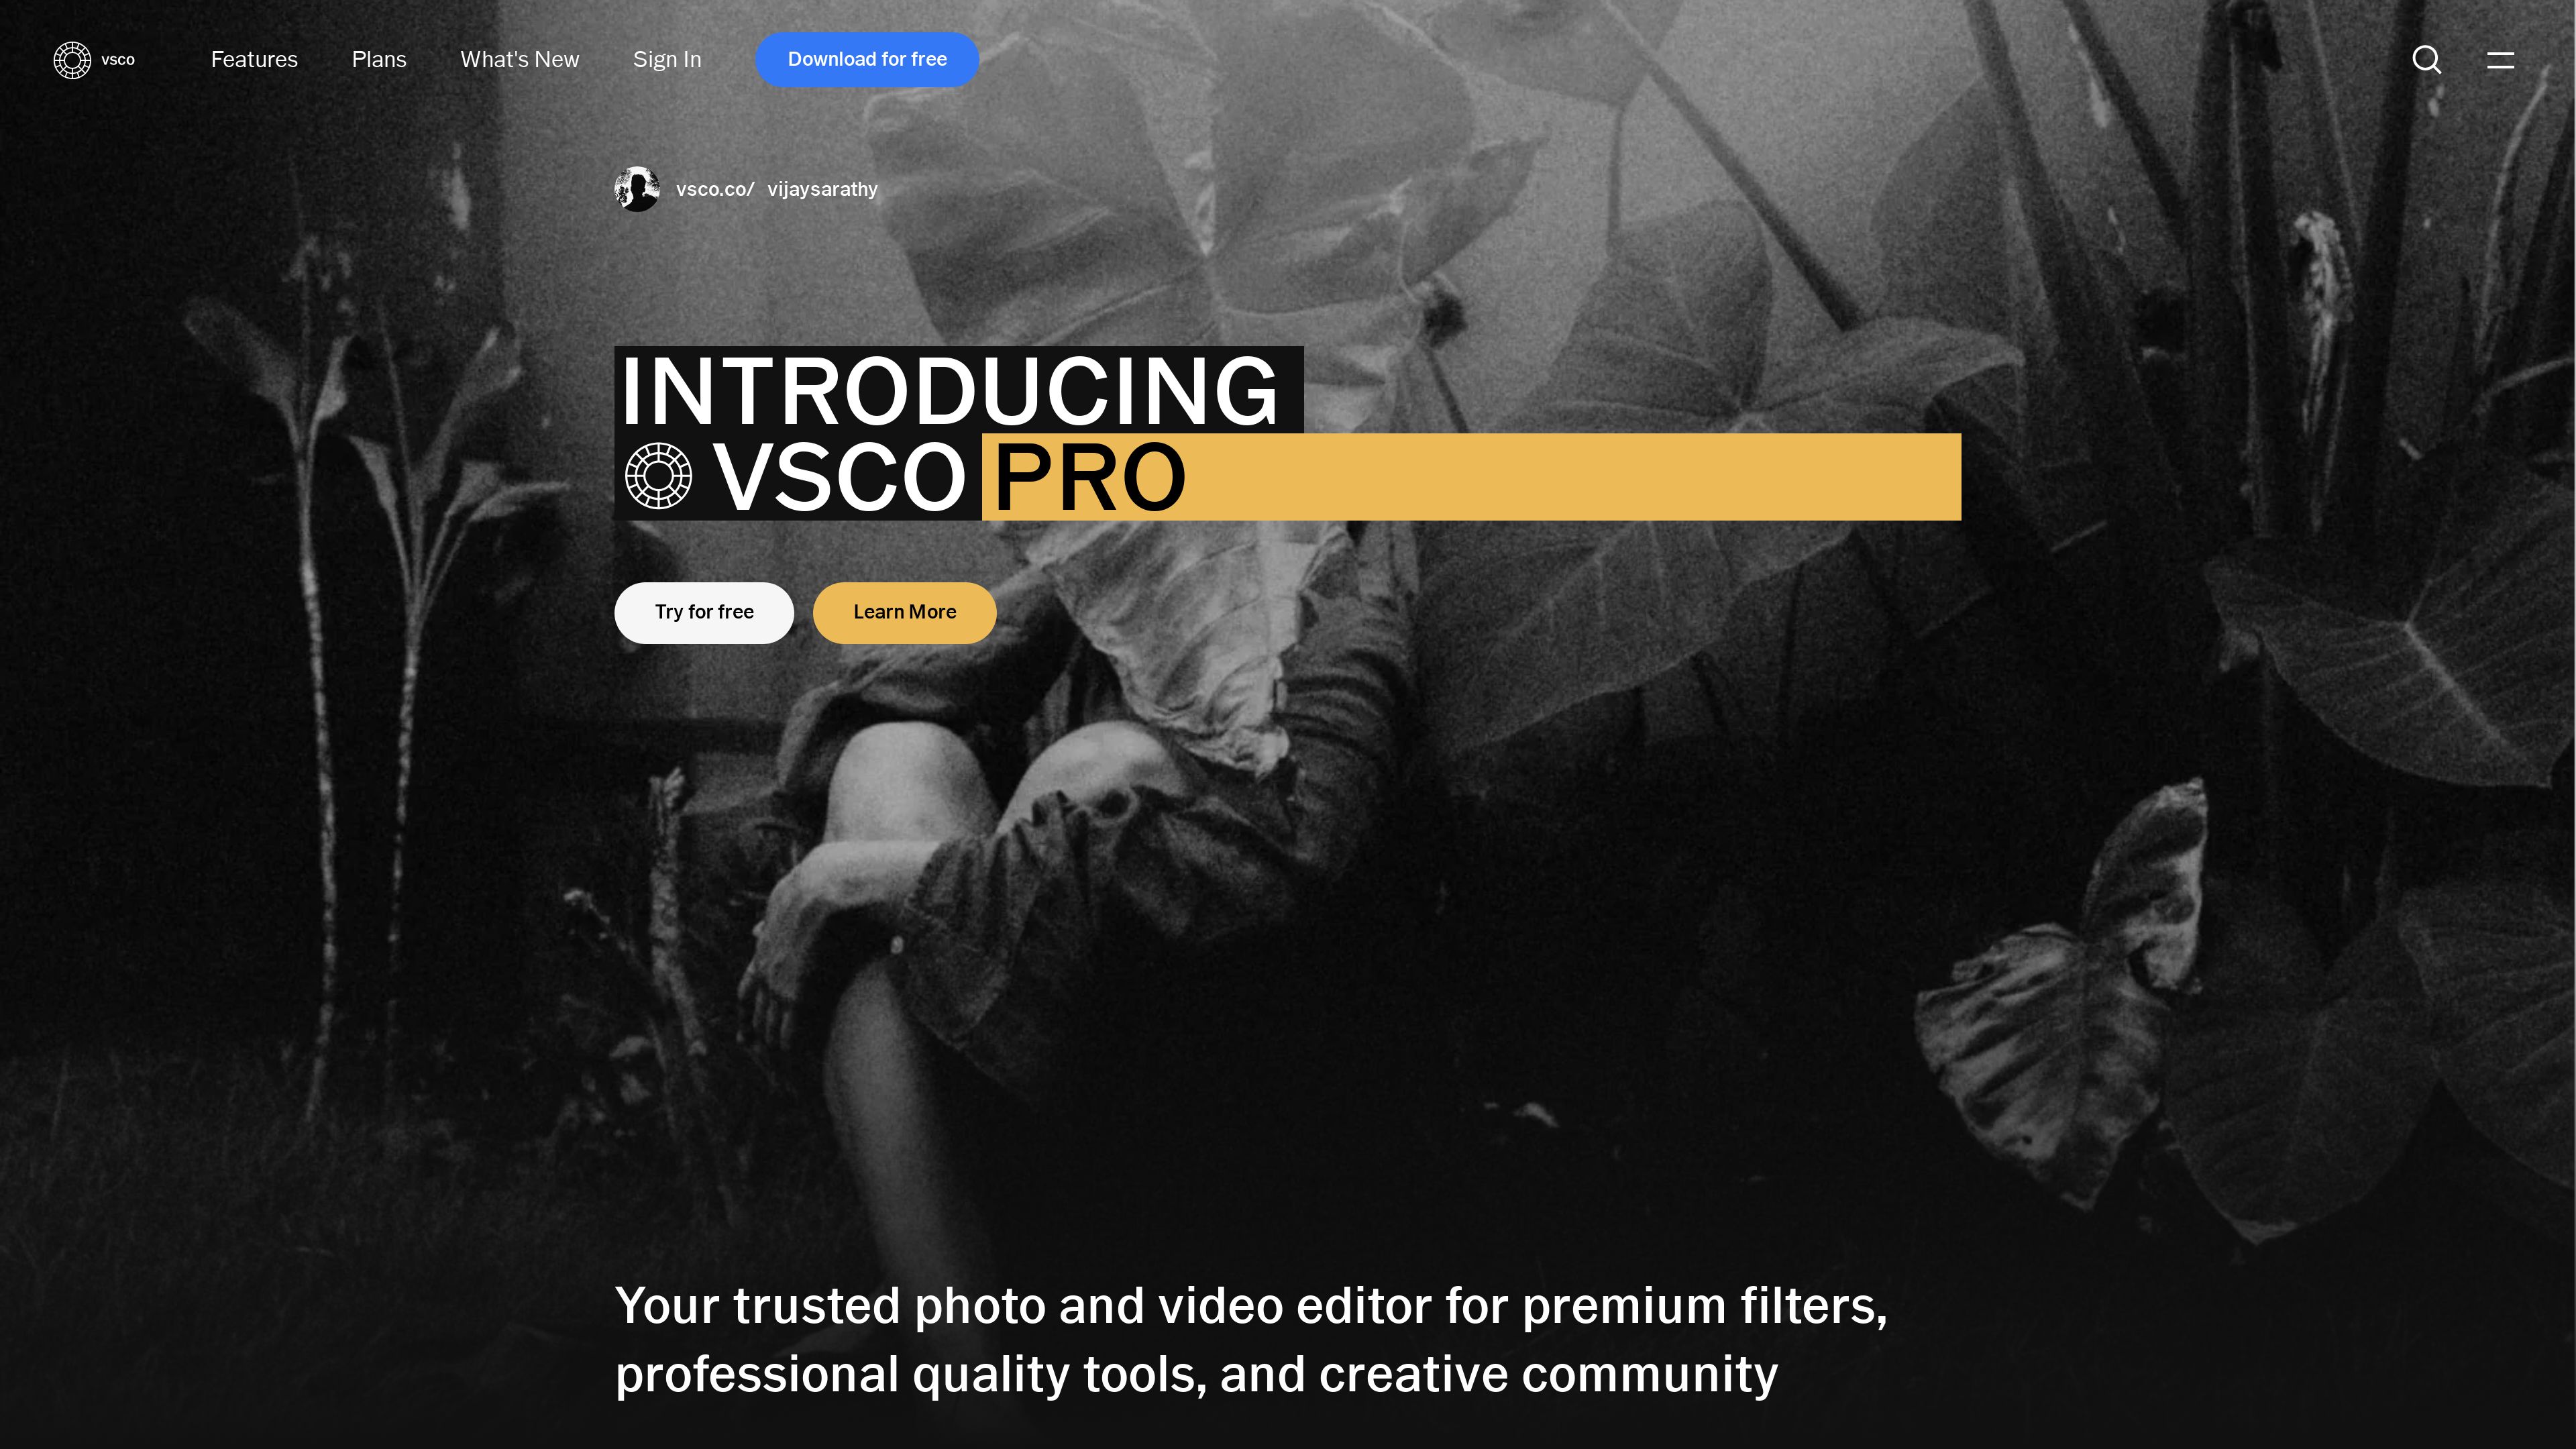 vsco
Features
Plans
What's New
Sign In
Download for free
vsco.co/ vijaysarathy
INTRODUCING
VSCO PRO
Try for free
Learn More
Your trusted photo and video editor for premium filters,
professional quality tools, and creative community